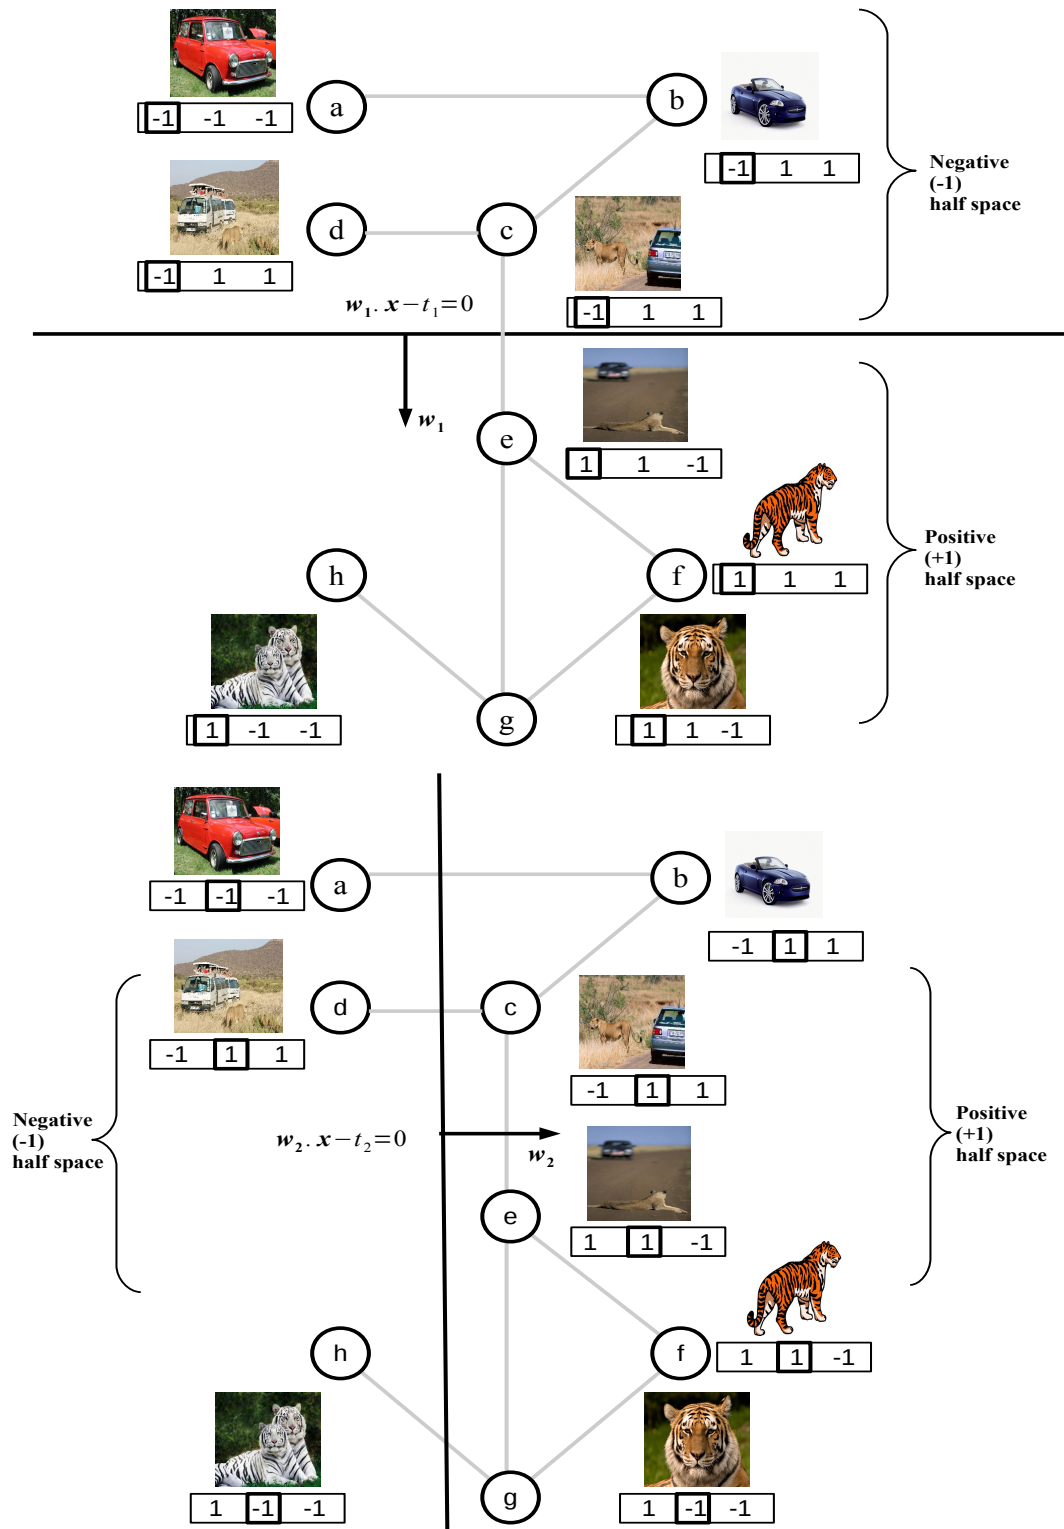 a
b
-1 -1 -1
-1 1 1
Negative
(-1)
half space
d
c
-1 1 1
w₁. x−t₁=0
-1 1 1
w₁
e
1 1 -1
Positive
(+1)
half space
h
f
1 1 1
1 -1 -1
g
1 1 -1
a
b
-1 -1 -1
-1 1 1
d
c
-1 1 1
-1 1 1
Negative
(-1)
half space
w₂. x−t₂=0
w₂
Positive
(+1)
half space
e
1 1 -1
h
f
1 1 -1
1 -1 -1
g
1 -1 -1